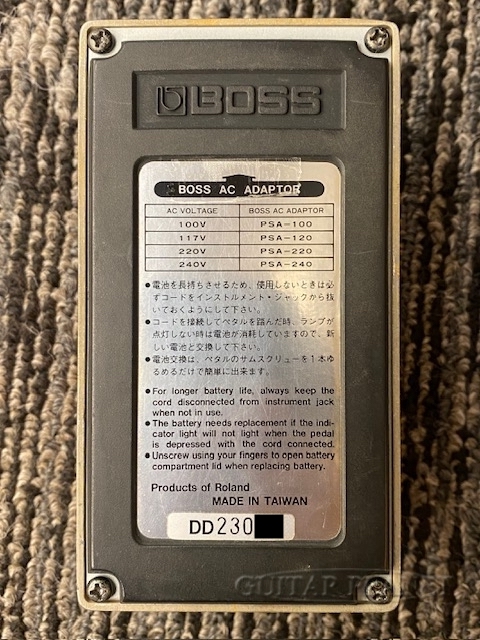 BOSS
BOSS AC ADAPTOR
AC VOLTAGE BOSS AC ADAPTOR
100V PSA-100
117V PSA-120
220V PSA-220
240V PSA-240
●電池を長持ちさせるため、使用しないときは必
ずコードをインストルメント・ジャックから抜
いておくようにして下さい。
●コードを接続してペタルを踏んだ時、ランプが
点灯しない時は電池が消耗していますので、新
しい電池と交換して下さい。
●電池交換は、ペタルのサムスクリューを1本ゆ
るめるだけで簡単に出来ます。
●For longer battery life, always keep the
cord disconnected from instrument jack
when not in use.
●The battery needs replacement if the indi-
cator light will not light when the pedal
is depressed with the cord connected.
●Unscrew using your fingers to open battery
compartment lid when replacing battery.
Products of Roland
MADE IN TAIWAN
DD230
GUITAR